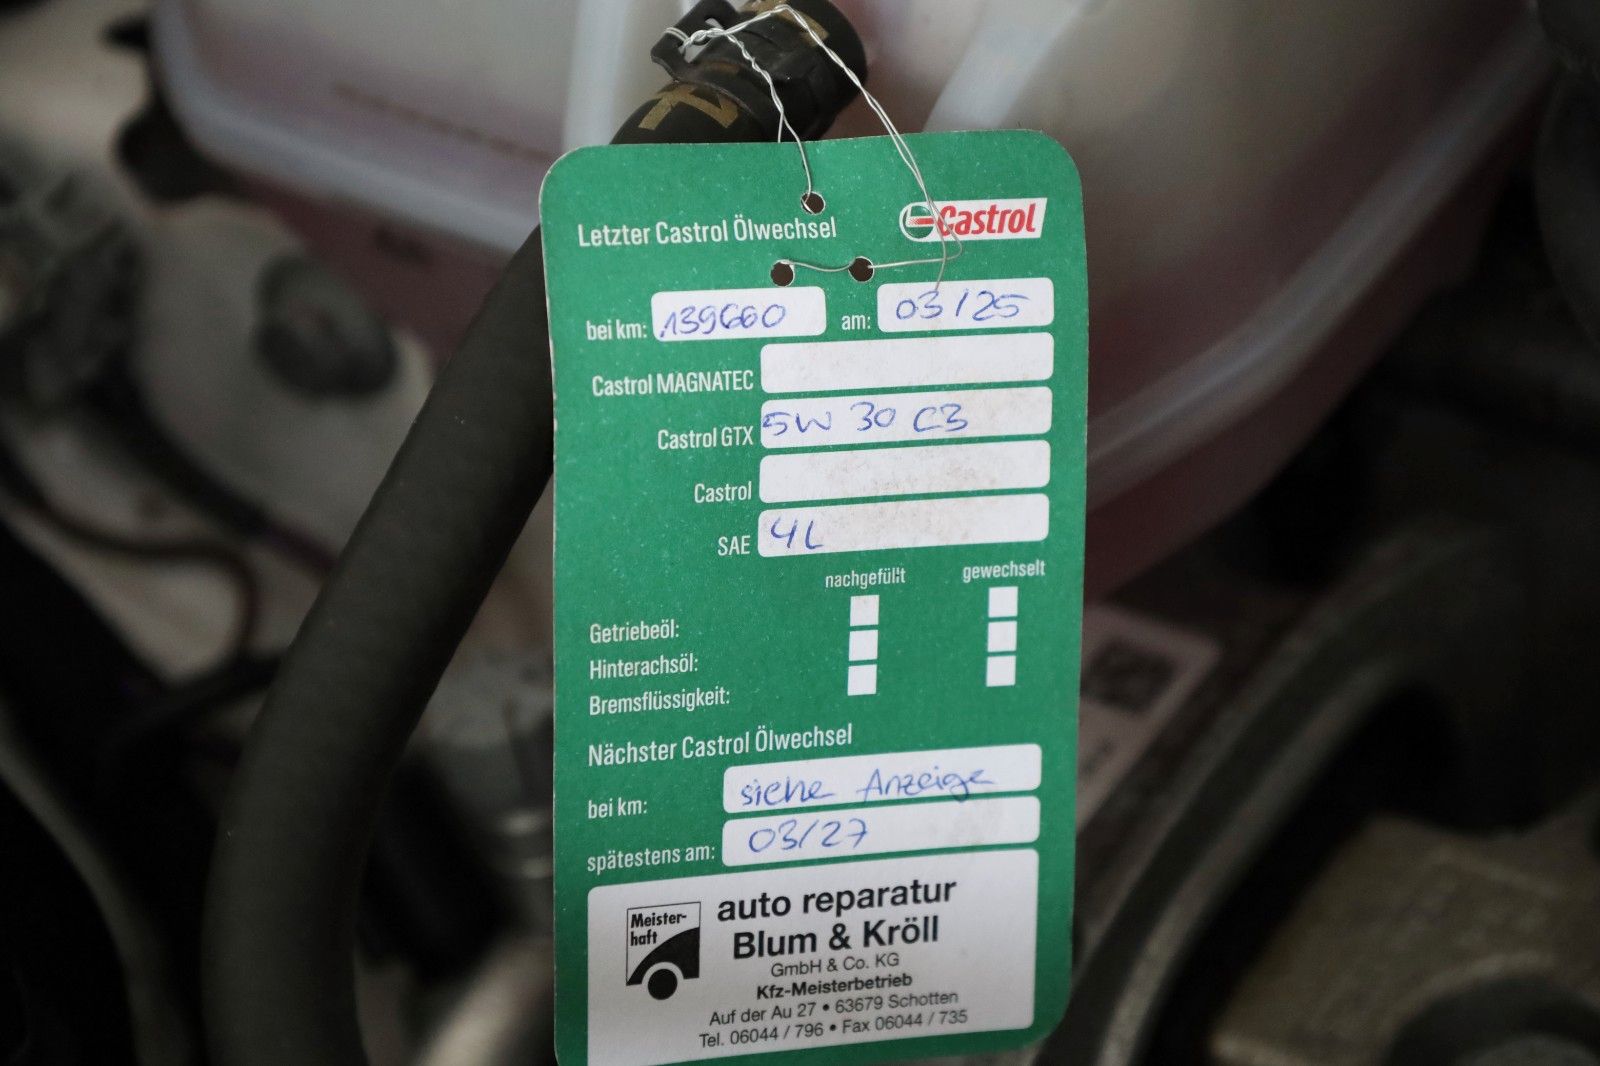 Letzter Castrol Ölwechsel Castrol
bei km: 139600 am: 03/25
Castrol MAGNATEC
Castrol GTX 5W 30 C3
Castrol
SAE 4L
nachgefüllt gewechselt
Getriebeöl:
Hinterachsöl:
Bremsflüssigkeit:
Nächster Castrol Ölwechsel
bei km: siehe Anzeige
spätestens am: 03/27
Meister-
haft
auto reparatur
Blum & Kröll
GmbH & Co. KG
Kfz-Meisterbetrieb
Auf der Au 27 • 63679 Schotten
Tel. 06044 / 796 • Fax 06044 / 735